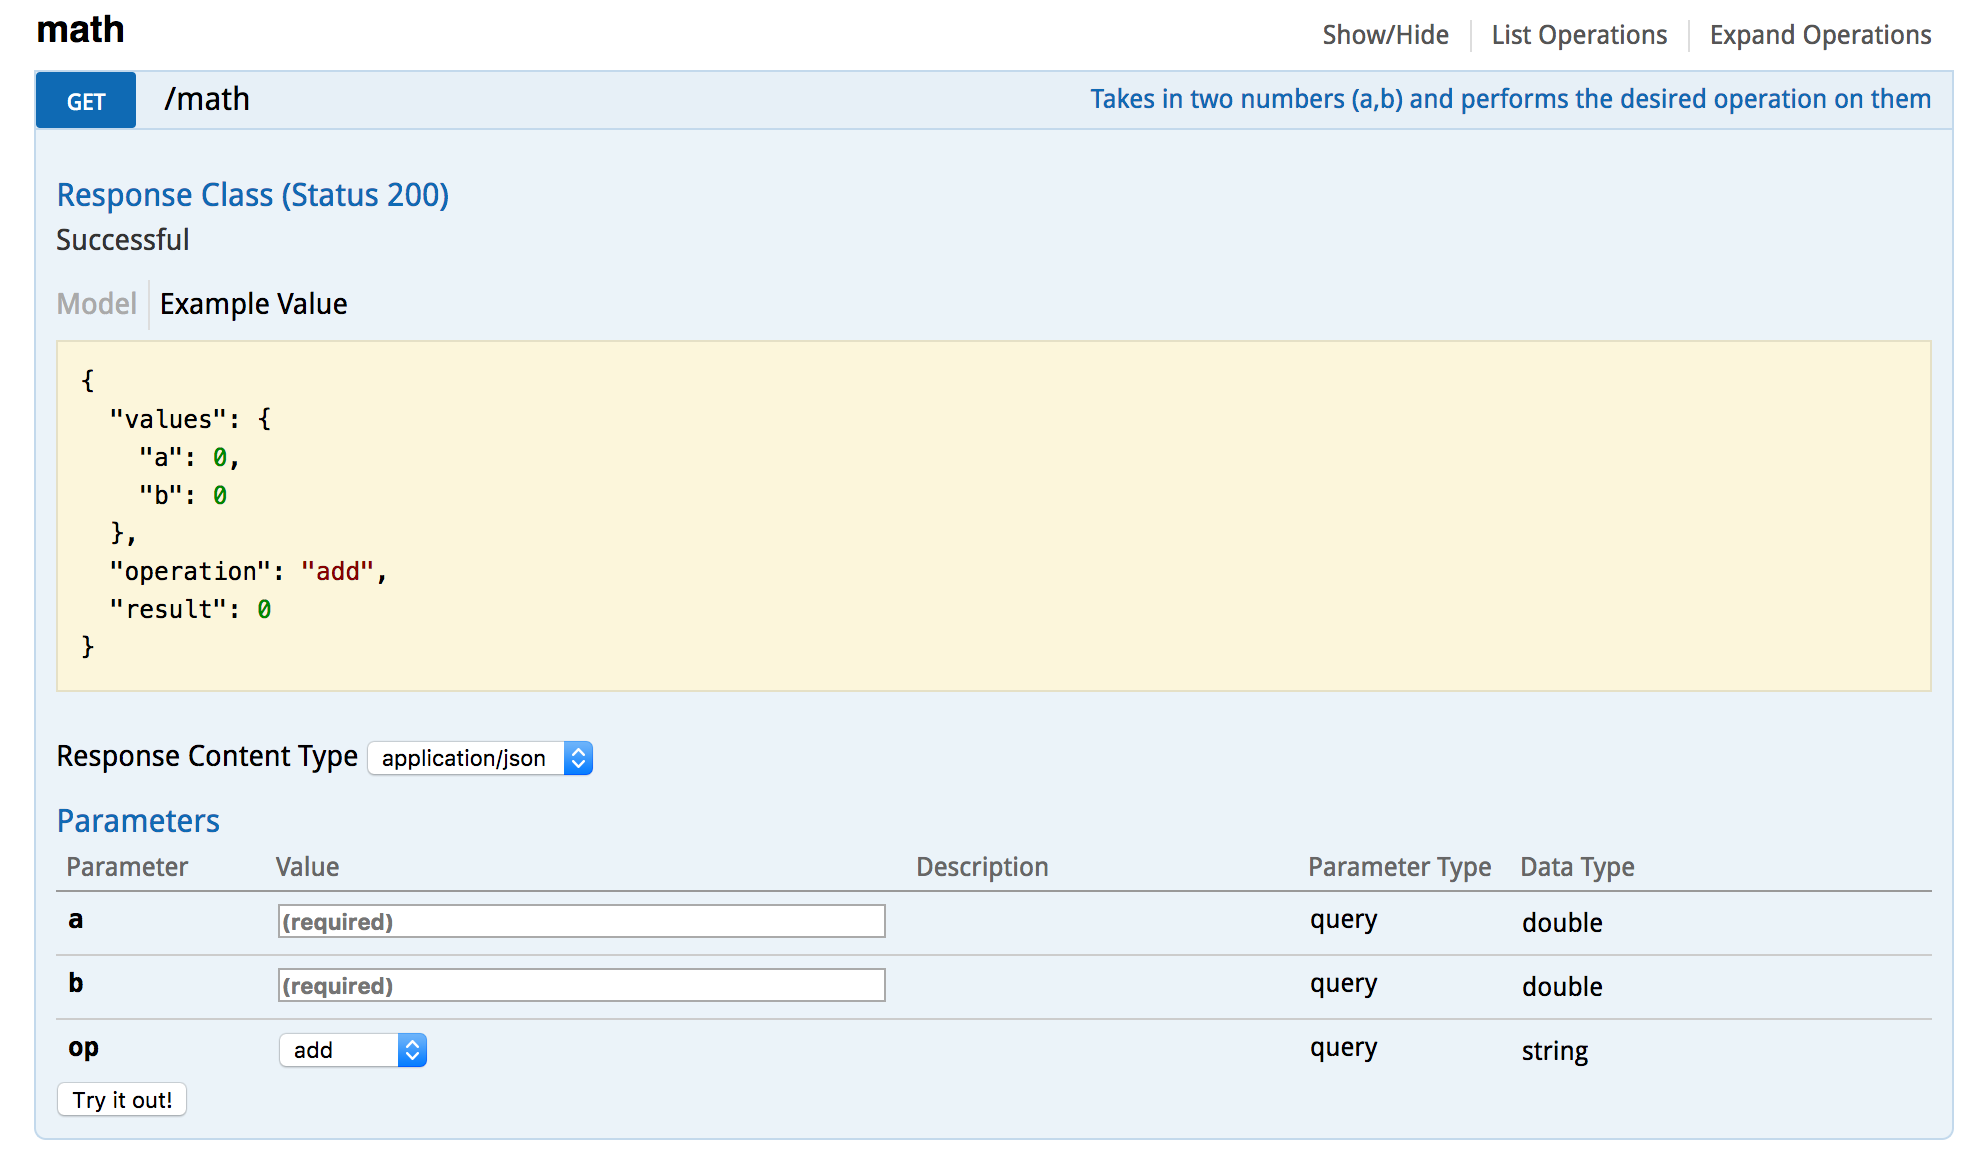 math
Show/Hide List Operations Expand Operations
GET /math Takes in two numbers (a,b) and performs the desired operation on them
Response Class (Status 200)
Successful
Model Example Value
{
"values": {
"a": 0,
"b": 0
},
"operation": "add",
"result": 0
}
Response Content Type application/json
Parameters
Parameter Value Description Parameter Type Data Type
a (required) query double
b (required) query double
op add query string
Try it out!